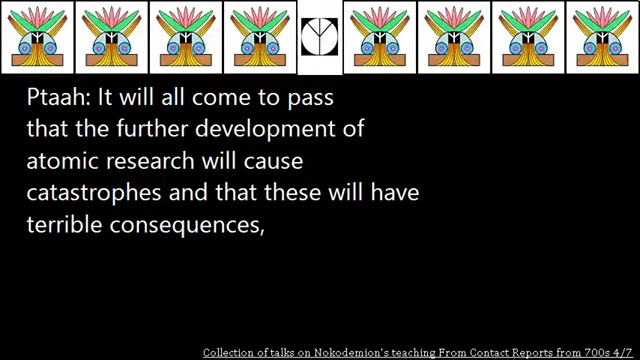 Ptaah: It will all come to pass
that the further development of
atomic research will cause
catastrophes and that these will have
terrible consequences,
Collection of talks on Nokodemion's teaching From Contact Reports from 700s 4/7